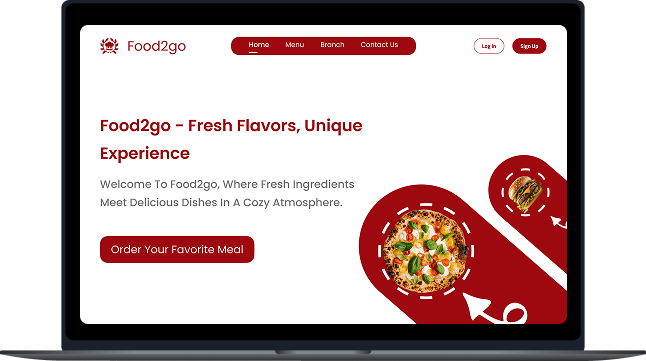 Food2go
Home Menu Branch Contact Us
Log In Sign Up
Food2go - Fresh Flavors, Unique
Experience
Welcome To Food2go, Where Fresh Ingredients
Meet Delicious Dishes In A Cozy Atmosphere.
Order Your Favorite Meal